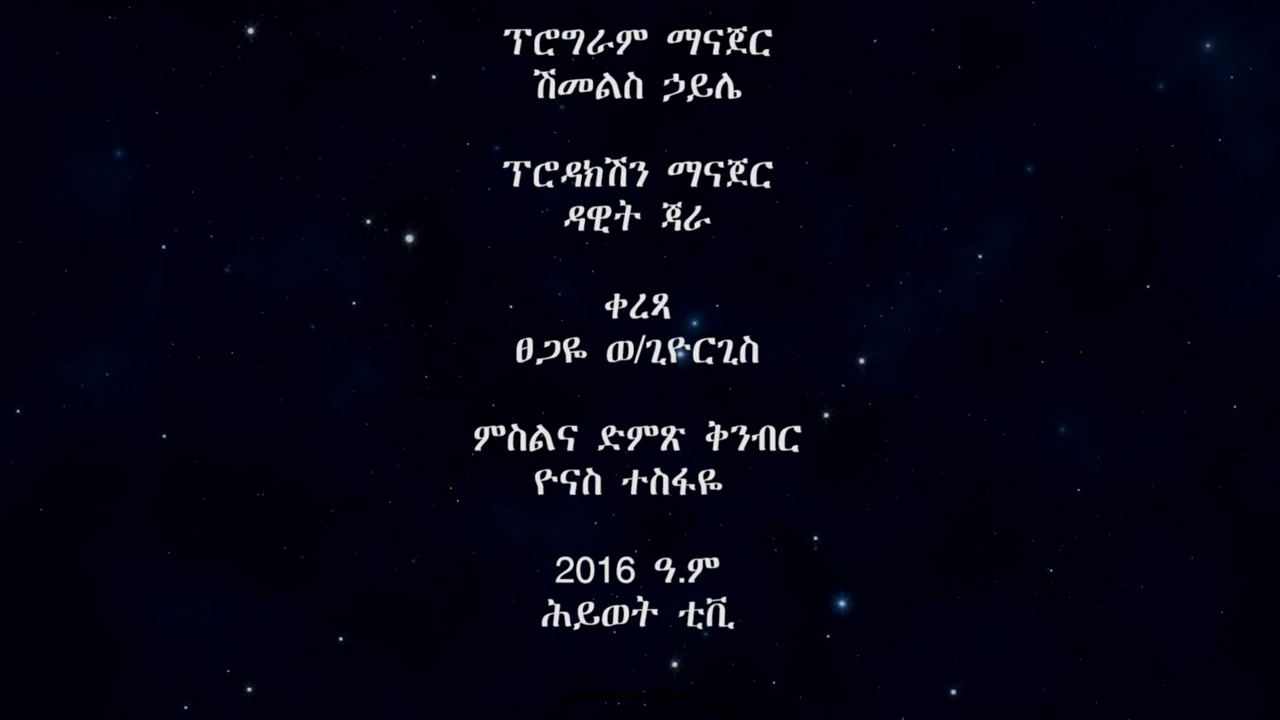 ፕሮግራም ማናጀር
ሽመልስ ኃይሌ
ፕሮዳክሽን ማናጀር
ዳዊት ጃራ
ቀረጻ
ፀጋዬ ወ/ጊዮርጊስ
ምስልና ድምጽ ቅንብር
ዮናስ ተስፋዬ
2016 ዓ.ም
ሕይወት ቲቪ